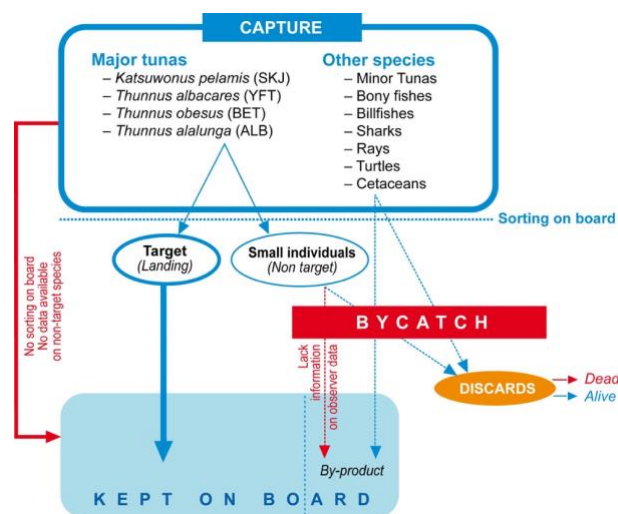 CAPTURE
Major tunas
– Katsuwonus pelamis (SKJ)
– Thunnus albacares (YFT)
– Thunnus obesus (BET)
– Thunnus alalunga (ALB)
Other species
– Minor Tunas
– Bony fishes
– Billfishes
– Sharks
– Rays
– Turtles
– Cetaceans
Sorting on board
Target
(Landing)
Small individuals
(Non target)
No sorting on board
No data available
on non-target species
BYCATCH
Lack
information
on observer data
DISCARDS
Dead
Alive
By-product
KEPT ON BOARD